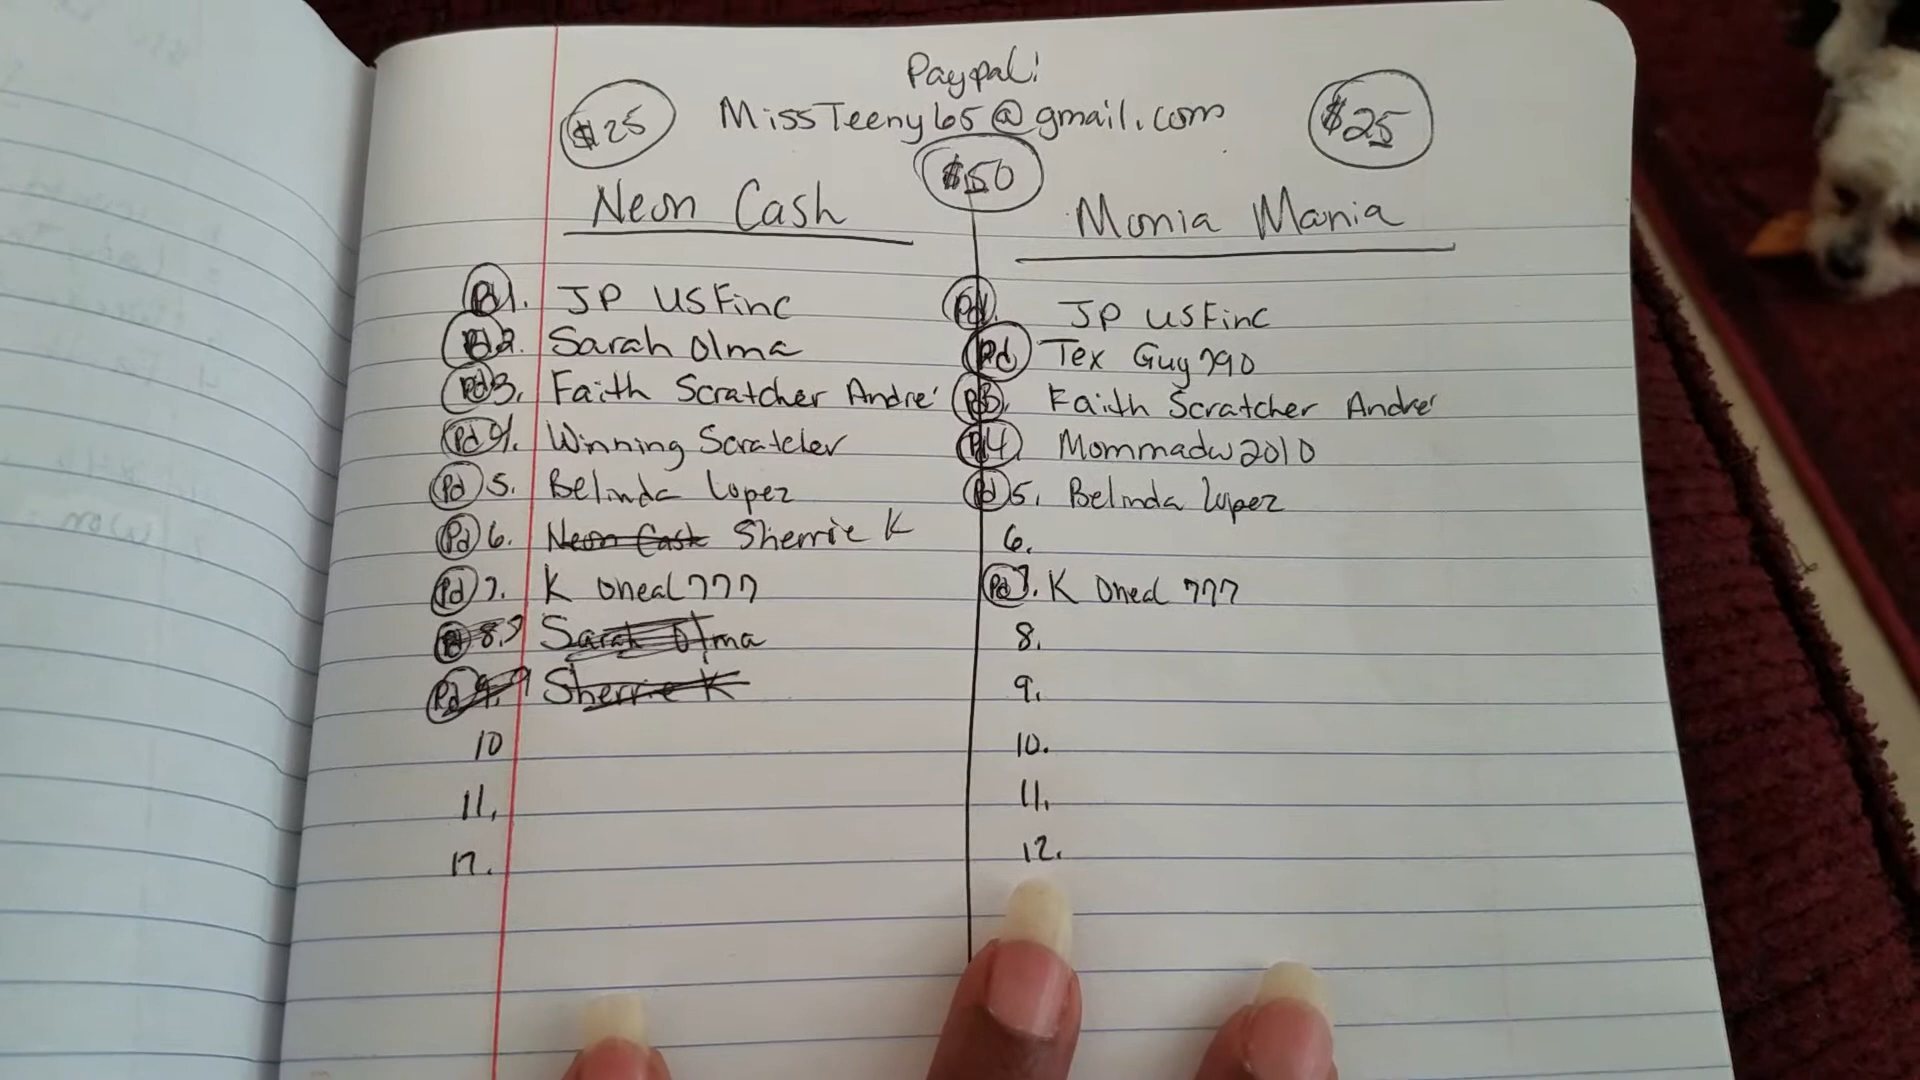 Paypal:
MissTeeny65@gmail.com
$25
$50
$25
Neon Cash
Monia Mania
Pd 1. JP USFinc
Pd 2. Sarah Olma
Pd 3. Faith Scratcher Andre'
Pd 4. Winning Scratcher
Pd 5. Belinda Lopez
Pd 6. Neon Cash Sherrie K
Pd 7. K Oneal 777
Pd 8. Sarah Olma
Pd 9. Sherrie K
10
11.
12.
Pd 1. JP USFinc
Pd Tex Guy 790
Pd 3. Faith Scratcher Andre'
Pd 4. Mommadw2010
Pd 5. Belinda Lopez
6.
Pd 7. K Oneal 777
8.
9.
10.
11.
12.